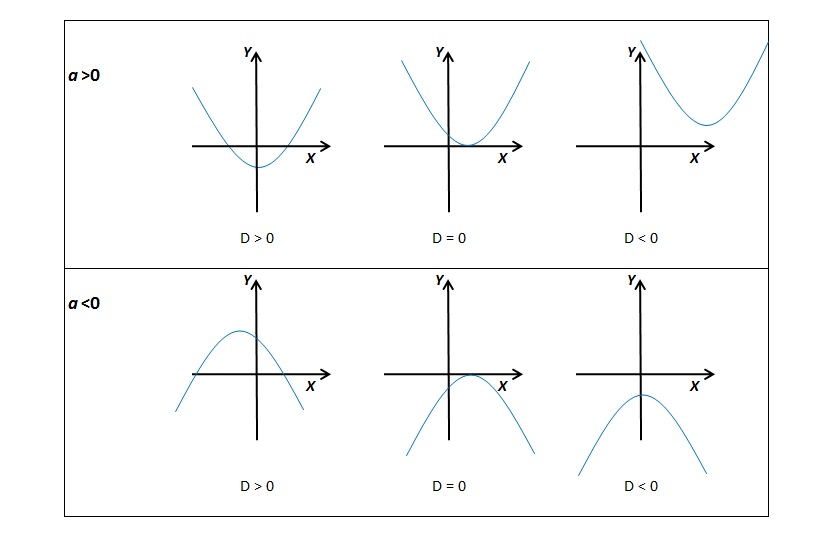 a >0
Y Y Y
X X X
D > 0 D = 0 D < 0
a <0
Y Y Y
X X X
D > 0 D = 0 D < 0